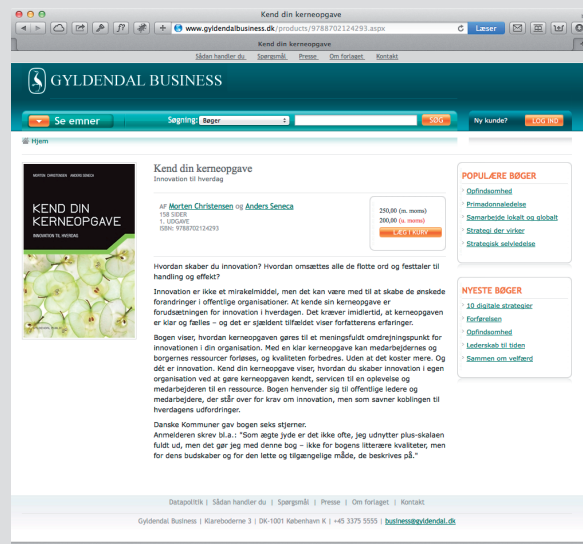 Kend din kerneopgave
www.gyldendalbusiness.dk/products/9788702124293.aspx
Læser
Kend din kerneopgave
Sådan handler du Spørgsmål Presse Om forlaget Kontakt
GYLDENDAL BUSINESS
Se emner
Søgning: Bøger
SØG
Ny kunde?
LOG IND
Hjem
MORTEN CHRISTENSEN ANDERS SENECA
KEND DIN
KERNEOPGAVE
INNOVATION TIL HVERDAG
Kend din kerneopgave
Innovation til hverdag
AF Morten Christensen og Anders Seneca
158 SIDER
1. UDGAVE
ISBN: 9788702124293
250,00 (m. moms)
200,00 (u. moms)
LÆG I KURV
Hvordan skaber du innovation? Hvordan omsættes alle de flotte ord og festtaler til
handling og effekt?
Innovation er ikke et mirakelmiddel, men det kan være med til at skabe de ønskede
forandringer i offentlige organisationer. At kende sin kerneopgave er
forudsætningen for innovation i hverdagen. Det kræver imidlertid, at kerneopgaven
er klar og fælles – og det er sjældent tilfældet viser forfatterens erfaringer.
Bogen viser, hvordan kerneopgaven gøres til et meningsfuldt omdrejningspunkt for
innovationen i din organisation. Med en klar kerneopgave kan medarbejdernes og
borgernes ressourcer forløses, og kvaliteten forbedres. Uden at det koster mere. Og
dét er innovation. Kend din kerneopgave viser, hvordan du skaber innovation i egen
organisation ved at gøre kerneopgaven kendt, servicen til en oplevelse og
medarbejderen til en ressource. Bogen henvender sig til offentlige ledere og
medarbejdere, der står over for krav om innovation, men som savner koblingen til
hverdagens udfordringer.
Danske Kommuner gav bogen seks stjerner.
Anmelderen skrev bl.a.: "Som ægte jyde er det ikke ofte, jeg udnytter plus-skalaen
fuldt ud, men det gør jeg med denne bog – ikke for bogens litterære kvaliteter, men
for dens budskaber og for den lette og tilgængelige måde, de beskrives på."
POPULÆRE BØGER
Opfindsomhed
Primadonnaledelse
Samarbejde lokalt og globalt
Strategi der virker
Strategisk selvledelse
NYESTE BØGER
10 digitale strategier
Forførelsen
Opfindsomhed
Lederskab til tiden
Sammen om velfærd
Datapolitik | Sådan handler du | Spørgsmål | Presse | Om forlaget | Kontakt
Gyldendal Business | Klareboderne 3 | DK-1001 København K | +45 3375 5555 | business@gyldendal.dk